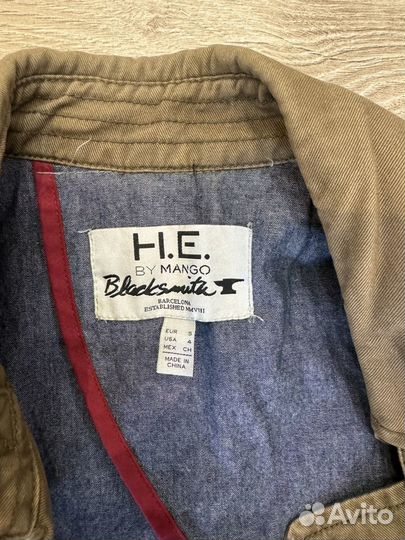 H.E.
BY MANGO
Blacksmith
BARCELONA
ESTABLISHED MMVIII
EUR S
USA 4
MEX CH
MADE IN
CHINA
Avito